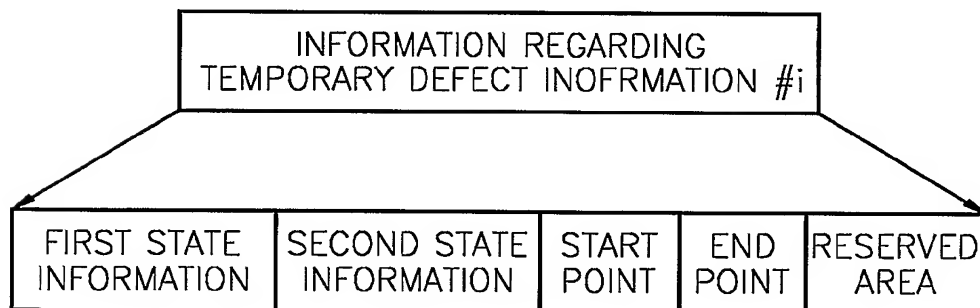 INFORMATION REGARDING
TEMPORARY DEFECT INOFRMATION #i
FIRST STATE
INFORMATION
SECOND STATE
INFORMATION
START
POINT
END
POINT
RESERVED
AREA